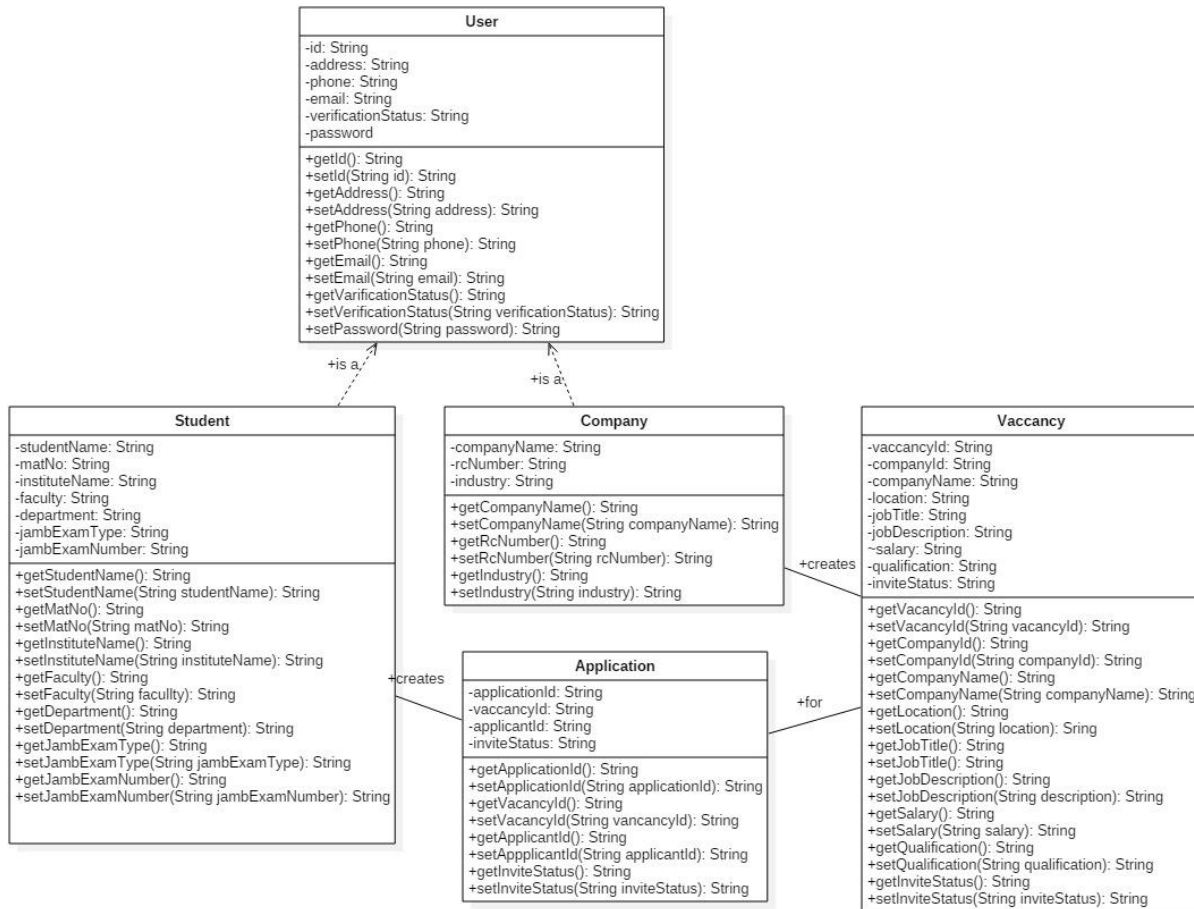 User
-id: String
-address: String
-phone: String
-email: String
-verificationStatus: String
-password
+getId(): String
+setId(String id): String
+getAddress(): String
+setAddress(String address): String
+getPhone(): String
+setPhone(String phone): String
+getEmail(): String
+setEmail(String email): String
+getVarificationStatus(): String
+setVerificationStatus(String verificationStatus): String
+setPassword(String password): String
+is a
+is a
Student
-studentName: String
-matNo: String
-instituteName: String
-faculty: String
-department: String
-jambExamType: String
-jambExamNumber: String
+getStudentName(): String
+setStudentName(String studentName): String
+getMatNo(): String
+setMatNo(String matNo): String
+getInstituteName(): String
+setInstituteName(String instituteName): String
+getFaculty(): String
+setFaculty(String facullty): String
+getDepartment(): String
+setDepartment(String department): String
+getJambExamType(): String
+setJambExamType(String jambExamType): String
+getJambExamNumber(): String
+setJambExamNumber(String jambExamNumber): String
Company
-companyName: String
-rcNumber: String
-industry: String
+getCompanyName(): String
+setCompanyName(String companyName): String
+getRcNumber(): String
+setRcNumber(String rcNumber): String
+getIndustry(): String
+setIndustry(String industry): String
+creates
+creates
Application
-applicationId: String
-vaccancyId: String
-applicantId: String
-inviteStatus: String
+getApplicationId(): String
+setApplicationId(String applicationId): String
+getVacancyId(): String
+setVacancyId(String vancancyId): String
+getApplicantId(): String
+setAppplicantId(String applicantId): String
+getInviteStatus(): String
+setInviteStatus(String inviteStatus): String
+for
Vaccancy
-vaccancyId: String
-companyId: String
-companyName: String
-location: String
-jobTitle: String
-jobDescription: String
~salary: String
-qualification: String
-inviteStatus: String
+getVacancyId(): String
+setVacancyId(String vacancyId): String
+getCompanyId(): String
+setCompanyId(String companyId): String
+getCompanyName(): String
+setCompanyName(String companyName): String
+getLocation(): String
+setLocation(String location): Sring
+getJobTitle(): String
+setJobTitle(): String
+getJobDescription(): String
+setJobDescription(String description): String
+getSalary(): String
+setSalary(String salary): String
+getQualification(): String
+setQualification(String qualification): String
+getInviteStatus(): String
+setInviteStatus(String inviteStatus): String